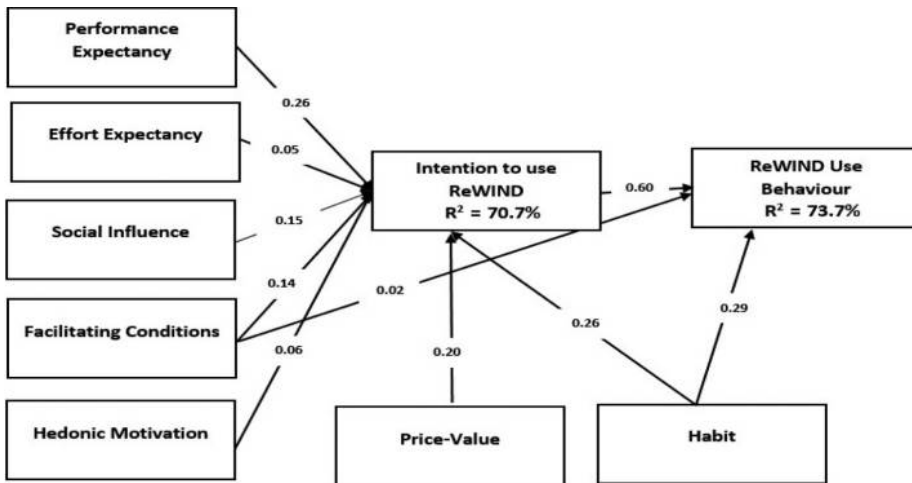 Performance
Expectancy
0.26
Effort Expectancy
0.05
Intention to use
ReWIND
R² = 70.7%
0.60
ReWIND Use
Behaviour
R² = 73.7%
Social Influence
0.15
0.14
0.02
Facilitating Conditions
0.06
0.20
0.26
0.29
Hedonic Motivation
Price-Value
Habit